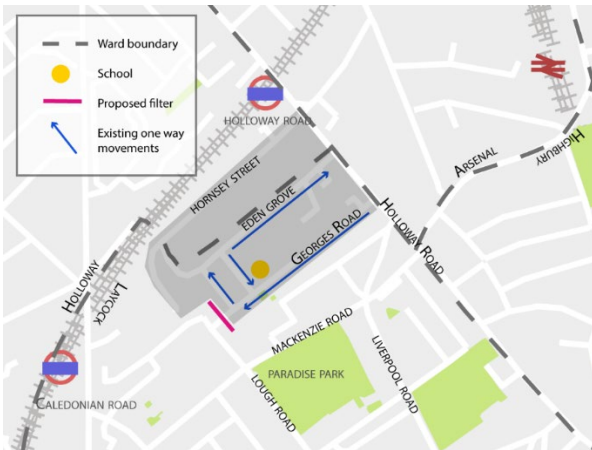 Ward boundary
School
Proposed filter
Existing one way
movements
HOLLOWAY ROAD
HORNSEY STREET
EDEN GROVE
GEORGES ROAD
HOLLOWAY ROAD
ARSENAL
HIGHBURY
HOLLOWAY
LAYCOCK
MACKENZIE ROAD
PARADISE PARK
LIVERPOOL ROAD
LOUGH ROAD
CALEDONIAN ROAD